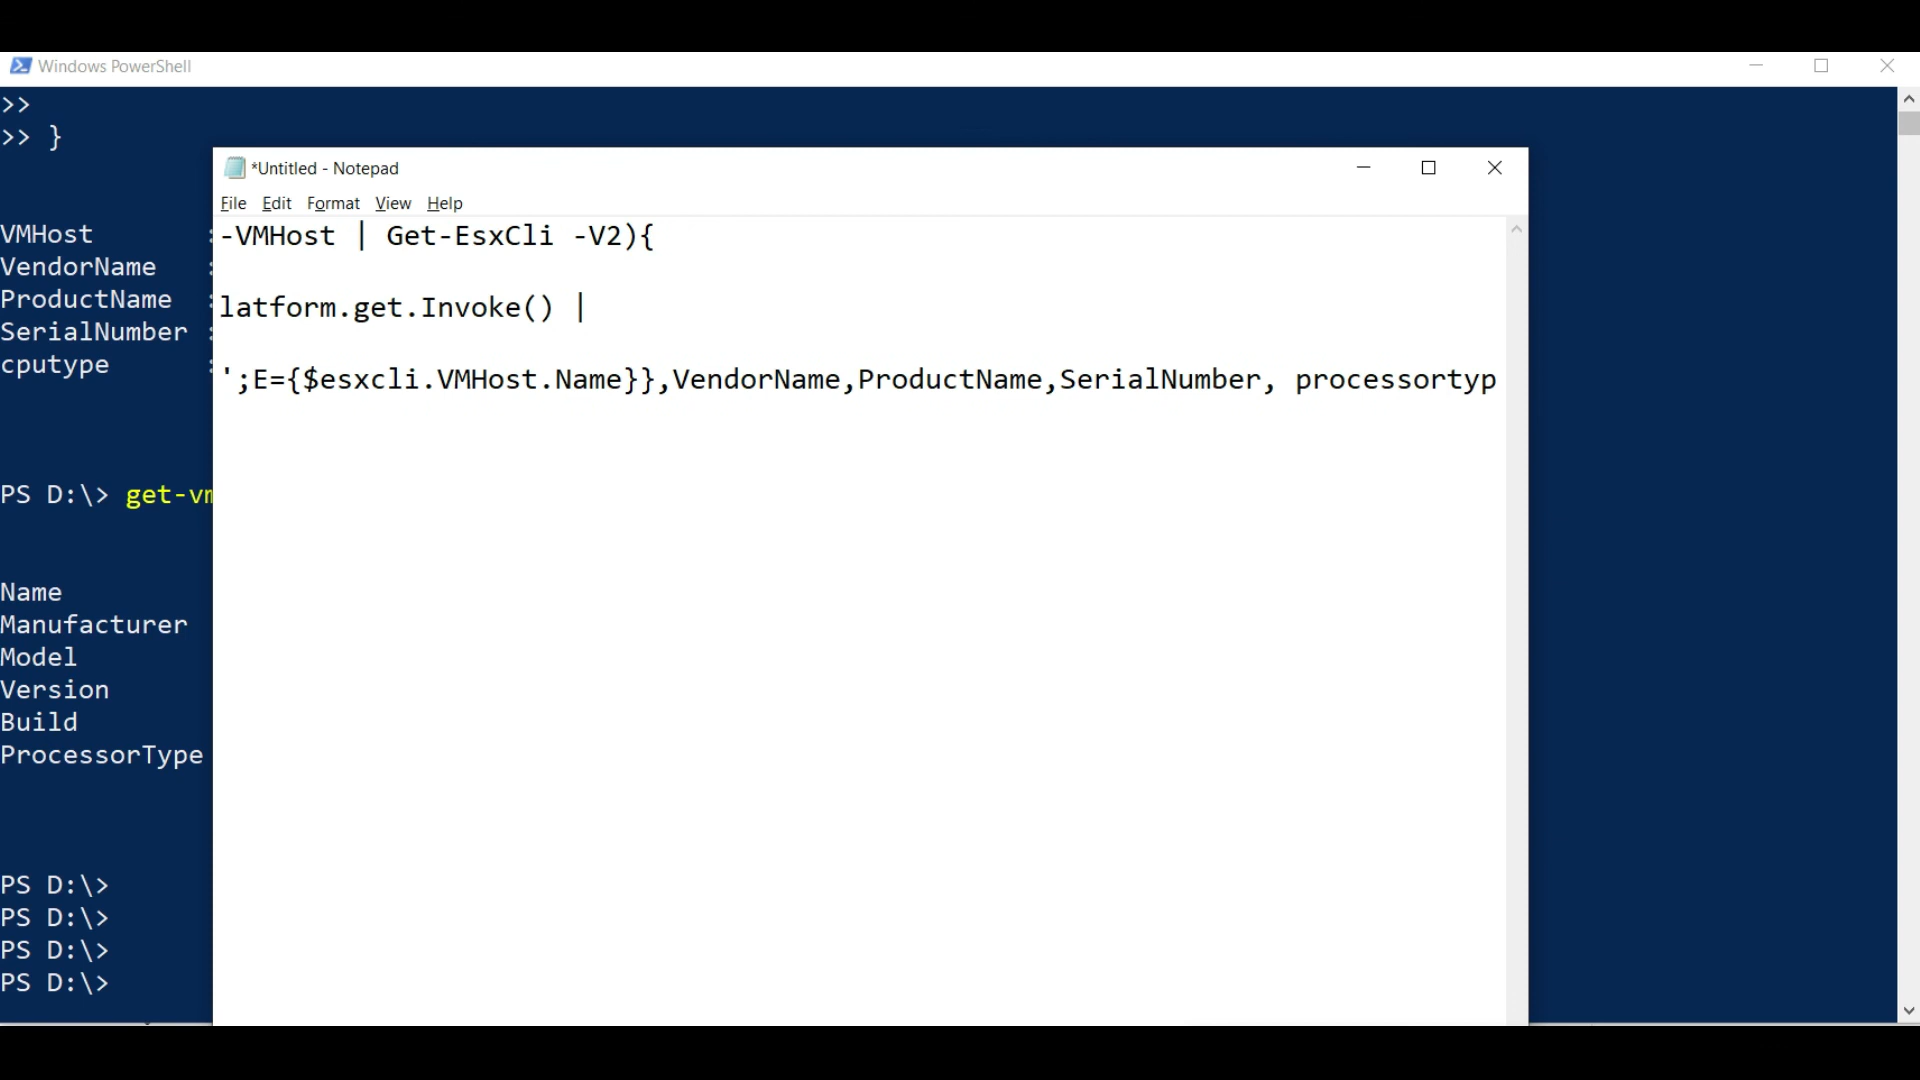 Windows PowerShell
>>
>> }
*Untitled - Notepad
File Edit Format View Help
-VMHost | Get-EsxCli -V2){
latform.get.Invoke() |
';E={$esxcli.VMHost.Name}},VendorName,ProductName,SerialNumber, processortyp
VMHost :
VendorName :
ProductName :
SerialNumber :
cputype :
PS D:\> get-vm
Name
Manufacturer
Model
Version
Build
ProcessorType
PS D:\>
PS D:\>
PS D:\>
PS D:\>